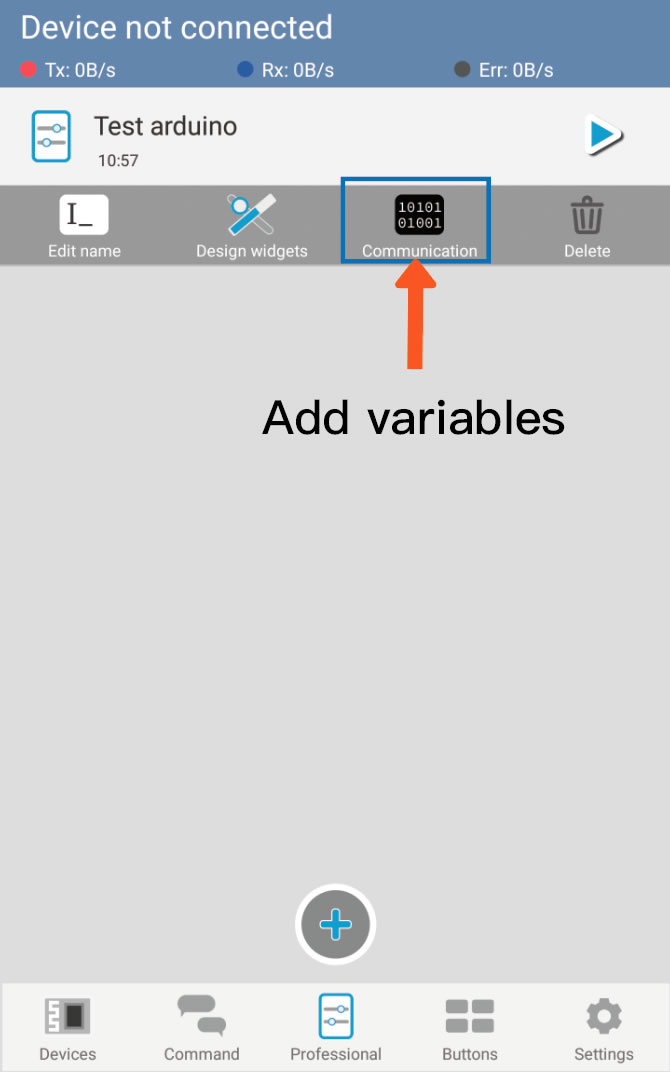 Device not connected
Tx: 0B/s Rx: 0B/s Err: 0B/s
Test arduino
10:57
I_
10101
01001
Edit name Design widgets Communication Delete
Add variables
Devices Command Professional Buttons Settings